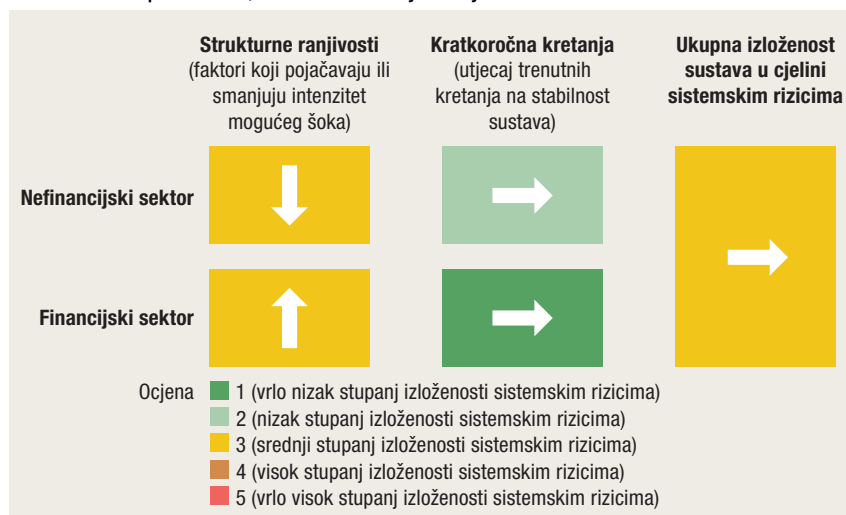 Strukturne ranjivosti
(faktori koji pojačavaju ili
smanjuju intenzitet
mogućeg šoka)
Kratkoročna kretanja
(utjecaj trenutnih
kretanja na stabilnost
sustava)
Ukupna izloženost
sustava u cjelini
sistemskim rizicima
Nefinancijski sektor
Financijski sektor
Ocjena
1 (vrlo nizak stupanj izloženosti sistemskim rizicima)
2 (nizak stupanj izloženosti sistemskim rizicima)
3 (srednji stupanj izloženosti sistemskim rizicima)
4 (visok stupanj izloženosti sistemskim rizicima)
5 (vrlo visok stupanj izloženosti sistemskim rizicima)